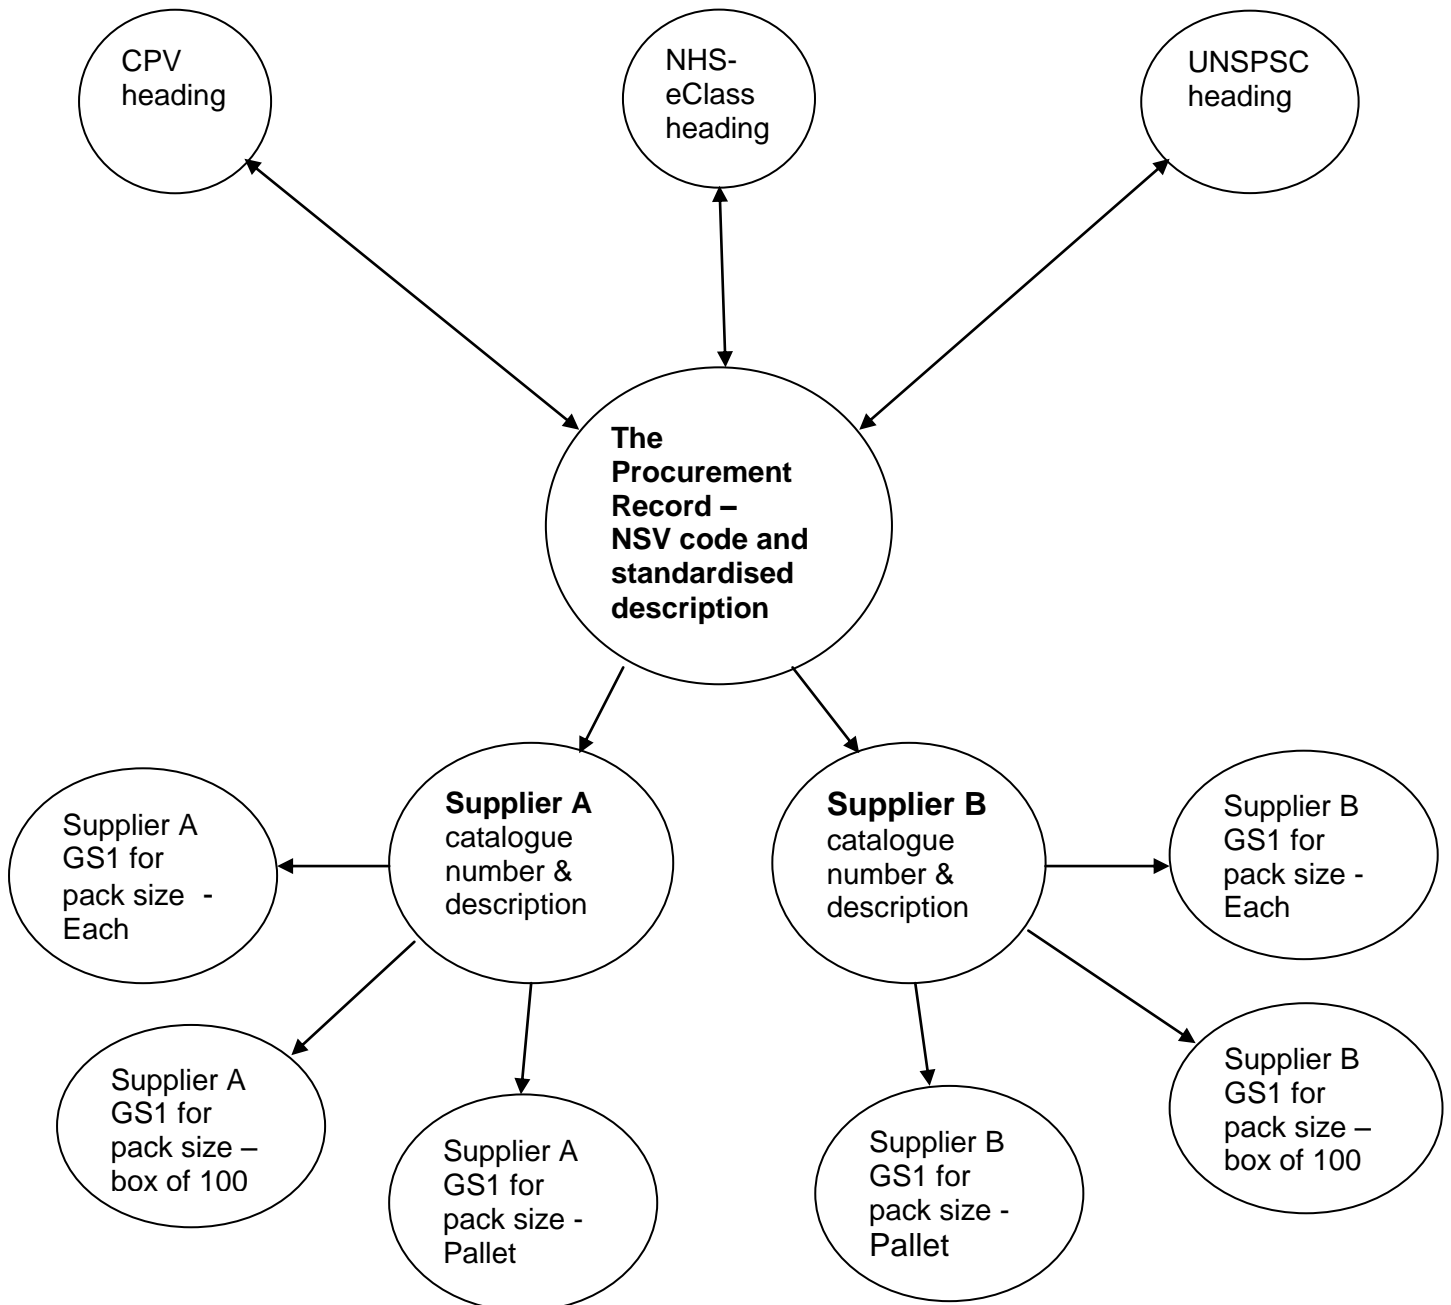 CPV
heading
NHS-
eClass
heading
UNSPSC
heading
The
Procurement
Record –
NSV code and
standardised
description
Supplier A
catalogue
number &
description
Supplier B
catalogue
number &
description
Supplier A
GS1 for
pack size -
Each
Supplier B
GS1 for
pack size -
Each
Supplier A
GS1 for
pack size –
box of 100
Supplier A
GS1 for
pack size -
Pallet
Supplier B
GS1 for
pack size -
Pallet
Supplier B
GS1 for
pack size –
box of 100